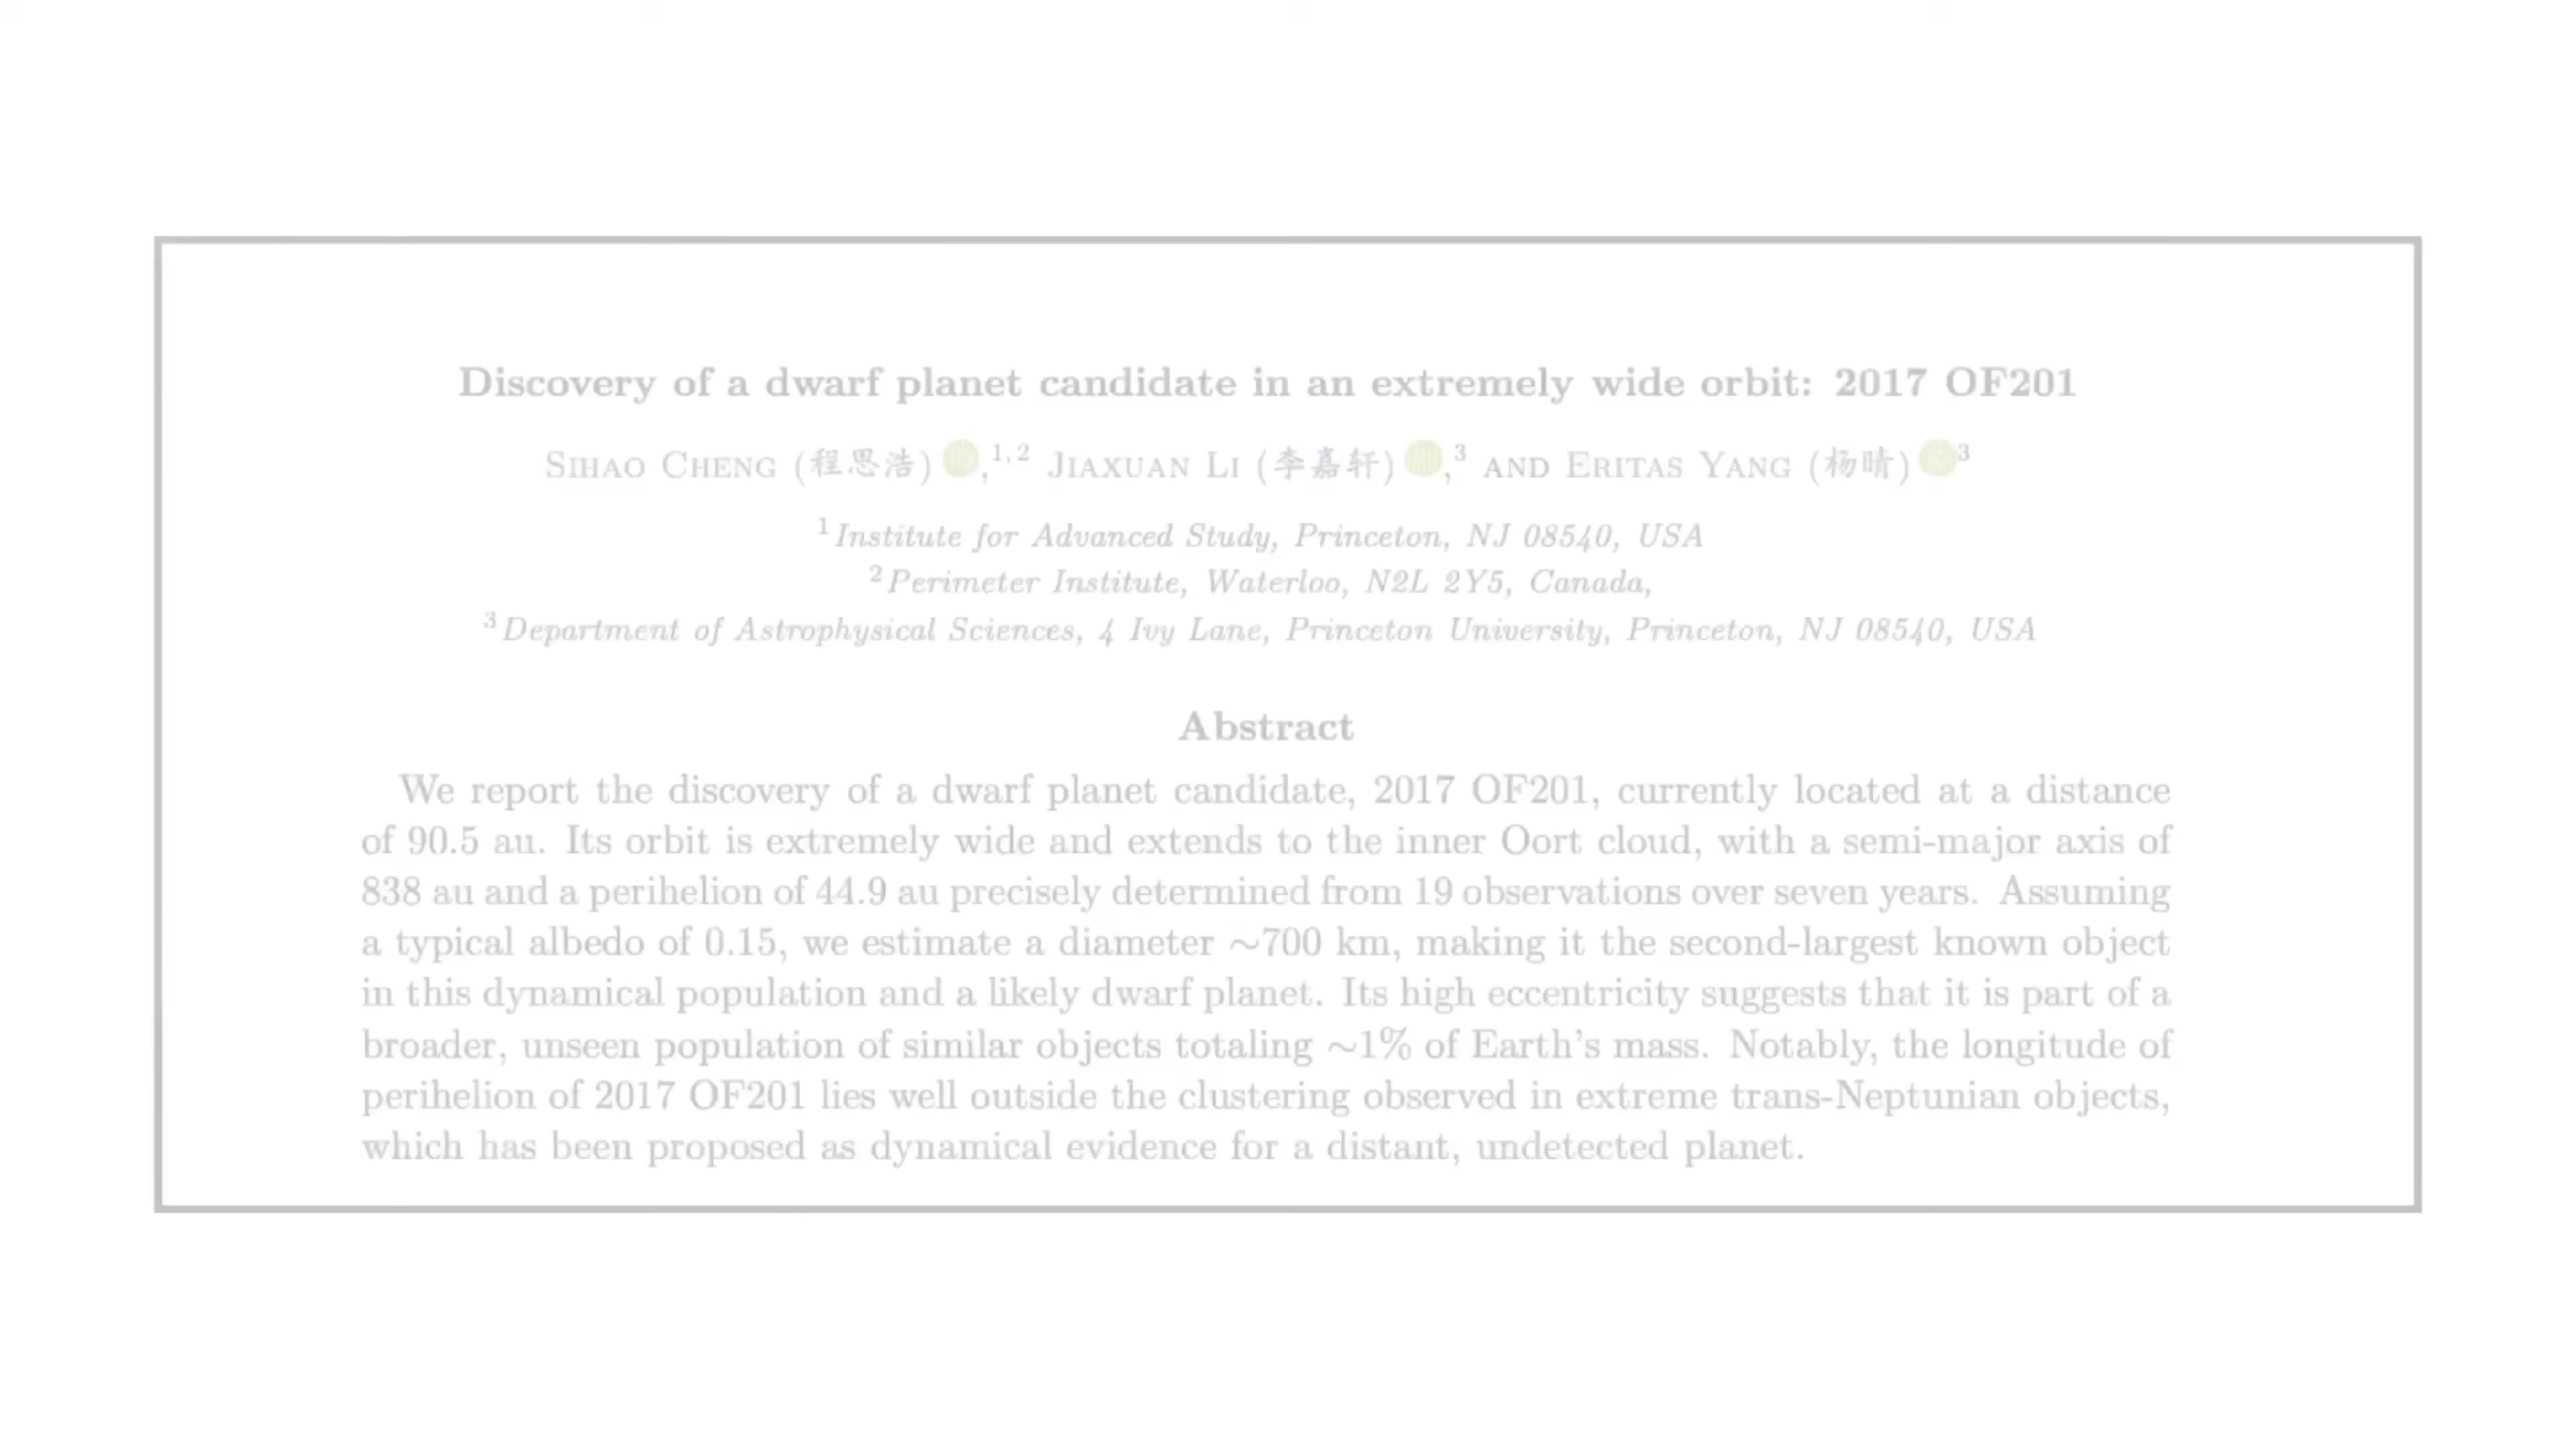 Discovery of a dwarf planet candidate in an extremely wide orbit: 2017 OF201
Sihao Cheng (程思浩) ,1, 2 Jiaxuan Li (李嘉轩) ,3 and Eritas Yang (杨晴) 3
1 Institute for Advanced Study, Princeton, NJ 08540, USA
2 Perimeter Institute, Waterloo, N2L 2Y5, Canada,
3 Department of Astrophysical Sciences, 4 Ivy Lane, Princeton University, Princeton, NJ 08540, USA
Abstract
We report the discovery of a dwarf planet candidate, 2017 OF201, currently located at a distance
of 90.5 au. Its orbit is extremely wide and extends to the inner Oort cloud, with a semi-major axis of
838 au and a perihelion of 44.9 au precisely determined from 19 observations over seven years. Assuming
a typical albedo of 0.15, we estimate a diameter ∼700 km, making it the second-largest known object
in this dynamical population and a likely dwarf planet. Its high eccentricity suggests that it is part of a
broader, unseen population of similar objects totaling ∼1% of Earth's mass. Notably, the longitude of
perihelion of 2017 OF201 lies well outside the clustering observed in extreme trans-Neptunian objects,
which has been proposed as dynamical evidence for a distant, undetected planet.